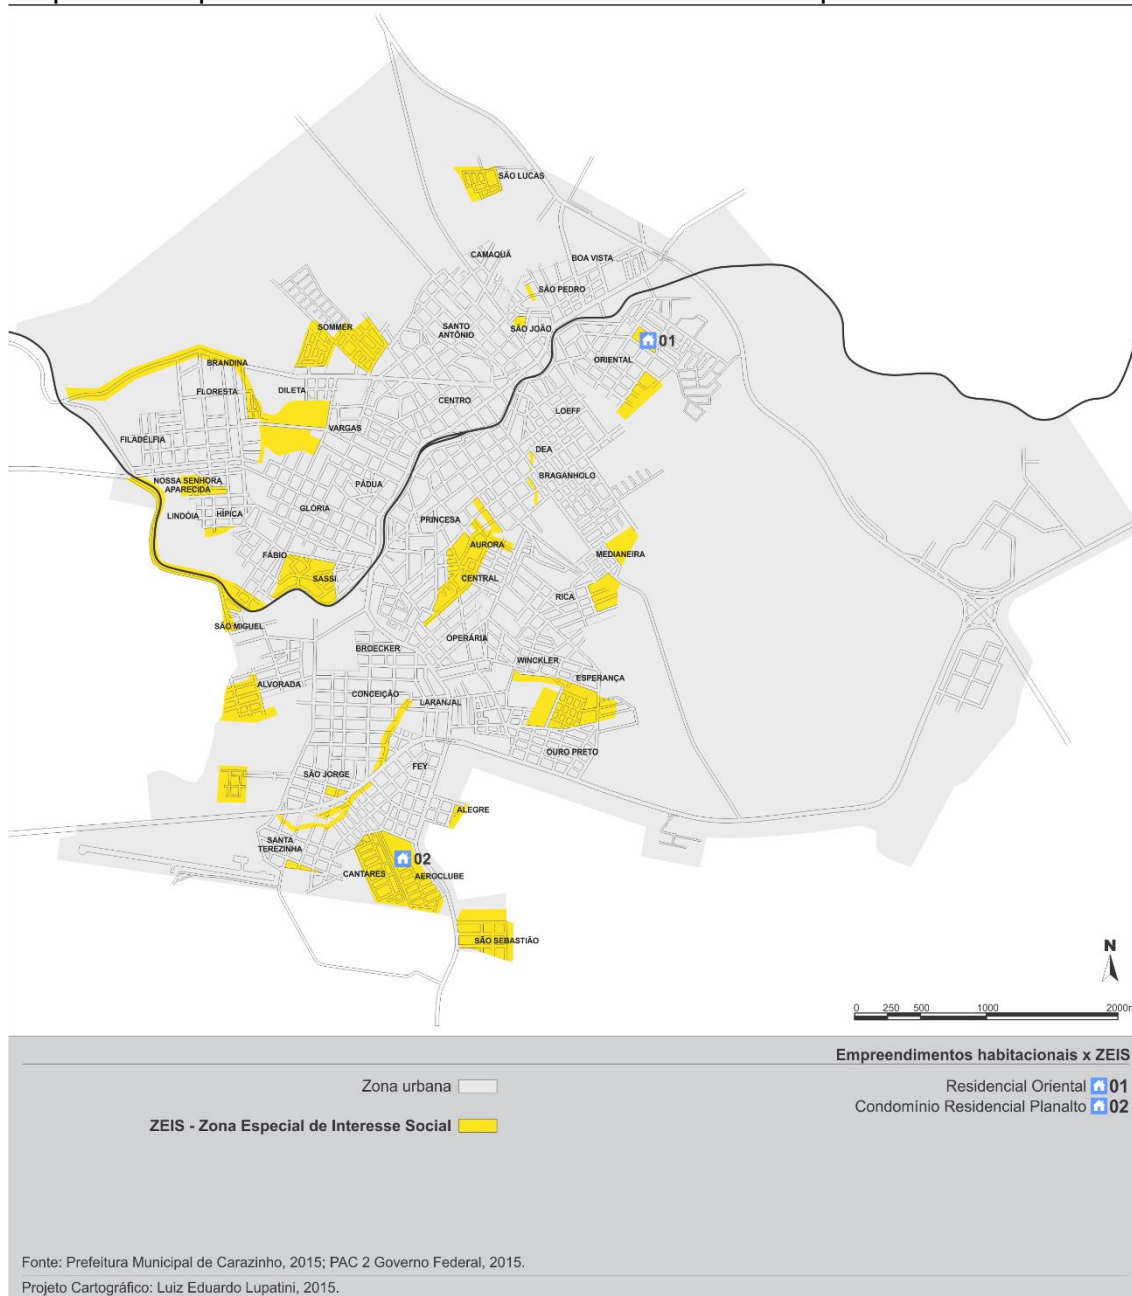 SÃO LUCAS
CAMAQUÃ
BOA VISTA
SÃO PEDRO
SOMMER
SANTO
ANTÔNIO
SÃO JOÃO
01
ORIENTAL
BRANDINA
FLORESTA
DILETA
CENTRO
LOEFF
VARGAS
FILADÉLFIA
DEA
BRAGANHOLO
NOSSA SENHORA
APARECIDA
PÁDUA
LINDÓIA
HÍPICA
GLÓRIA
PRINCESA
AURORA
FÁBIO
MEDIANEIRA
SASSI
CENTRAL
RICA
SÃO MIGUEL
OPERÁRIA
BROECKER
WINCKLER
ESPERANÇA
ALVORADA
CONCEIÇÃO
LARANJAL
OURO PRETO
SÃO JORGE
FEY
ALEGRE
SANTA
TEREZINHA
02
CANTARES
AEROCLUBE
SÃO SEBASTIÃO
N
0 250 500 1000 2000m
Empreendimentos habitacionais x ZEIS
Zona urbana
Residencial Oriental 01
Condomínio Residencial Planalto 02
ZEIS - Zona Especial de Interesse Social
Fonte: Prefeitura Municipal de Carazinho, 2015; PAC 2 Governo Federal, 2015.
Projeto Cartográfico: Luiz Eduardo Lupatini, 2015.